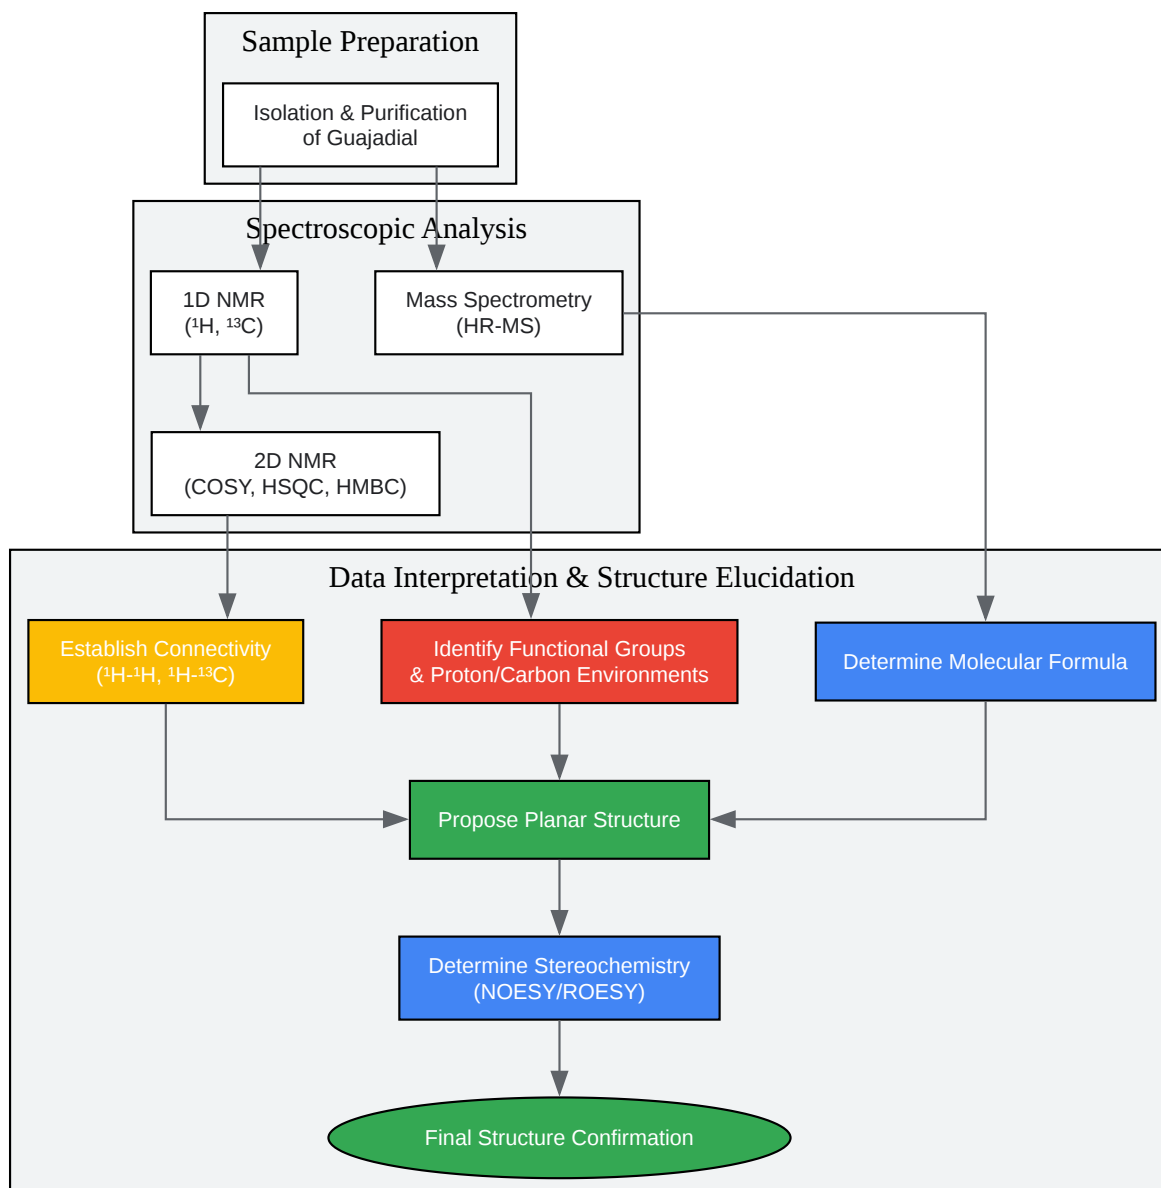 Sample Preparation
Isolation & Purification
of Guajadial
Spectroscopic Analysis
1D NMR
(¹H, ¹³C)
Mass Spectrometry
(HR-MS)
2D NMR
(COSY, HSQC, HMBC)
Data Interpretation & Structure Elucidation
Establish Connectivity
(¹H-¹H, ¹H-¹³C)
Identify Functional Groups
& Proton/Carbon Environments
Determine Molecular Formula
Propose Planar Structure
Determine Stereochemistry
(NOESY/ROESY)
Final Structure Confirmation